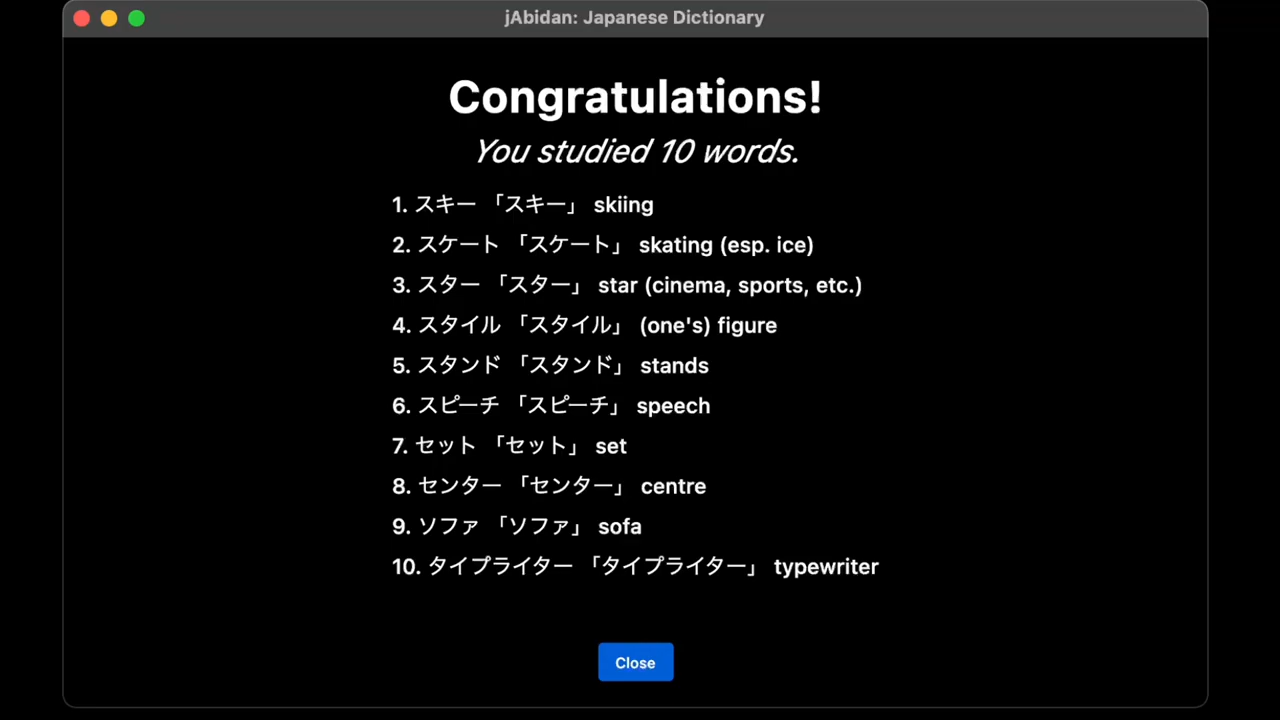 jAbidan: Japanese Dictionary
Congratulations!
You studied 10 words.
1. スキー 「スキー」 skiing
2. スケート 「スケート」 skating (esp. ice)
3. スター 「スター」 star (cinema, sports, etc.)
4. スタイル 「スタイル」 (one's) figure
5. スタンド 「スタンド」 stands
6. スピーチ 「スピーチ」 speech
7. セット 「セット」 set
8. センター 「センター」 centre
9. ソファ 「ソファ」 sofa
10. タイプライター 「タイプライター」 typewriter
Close